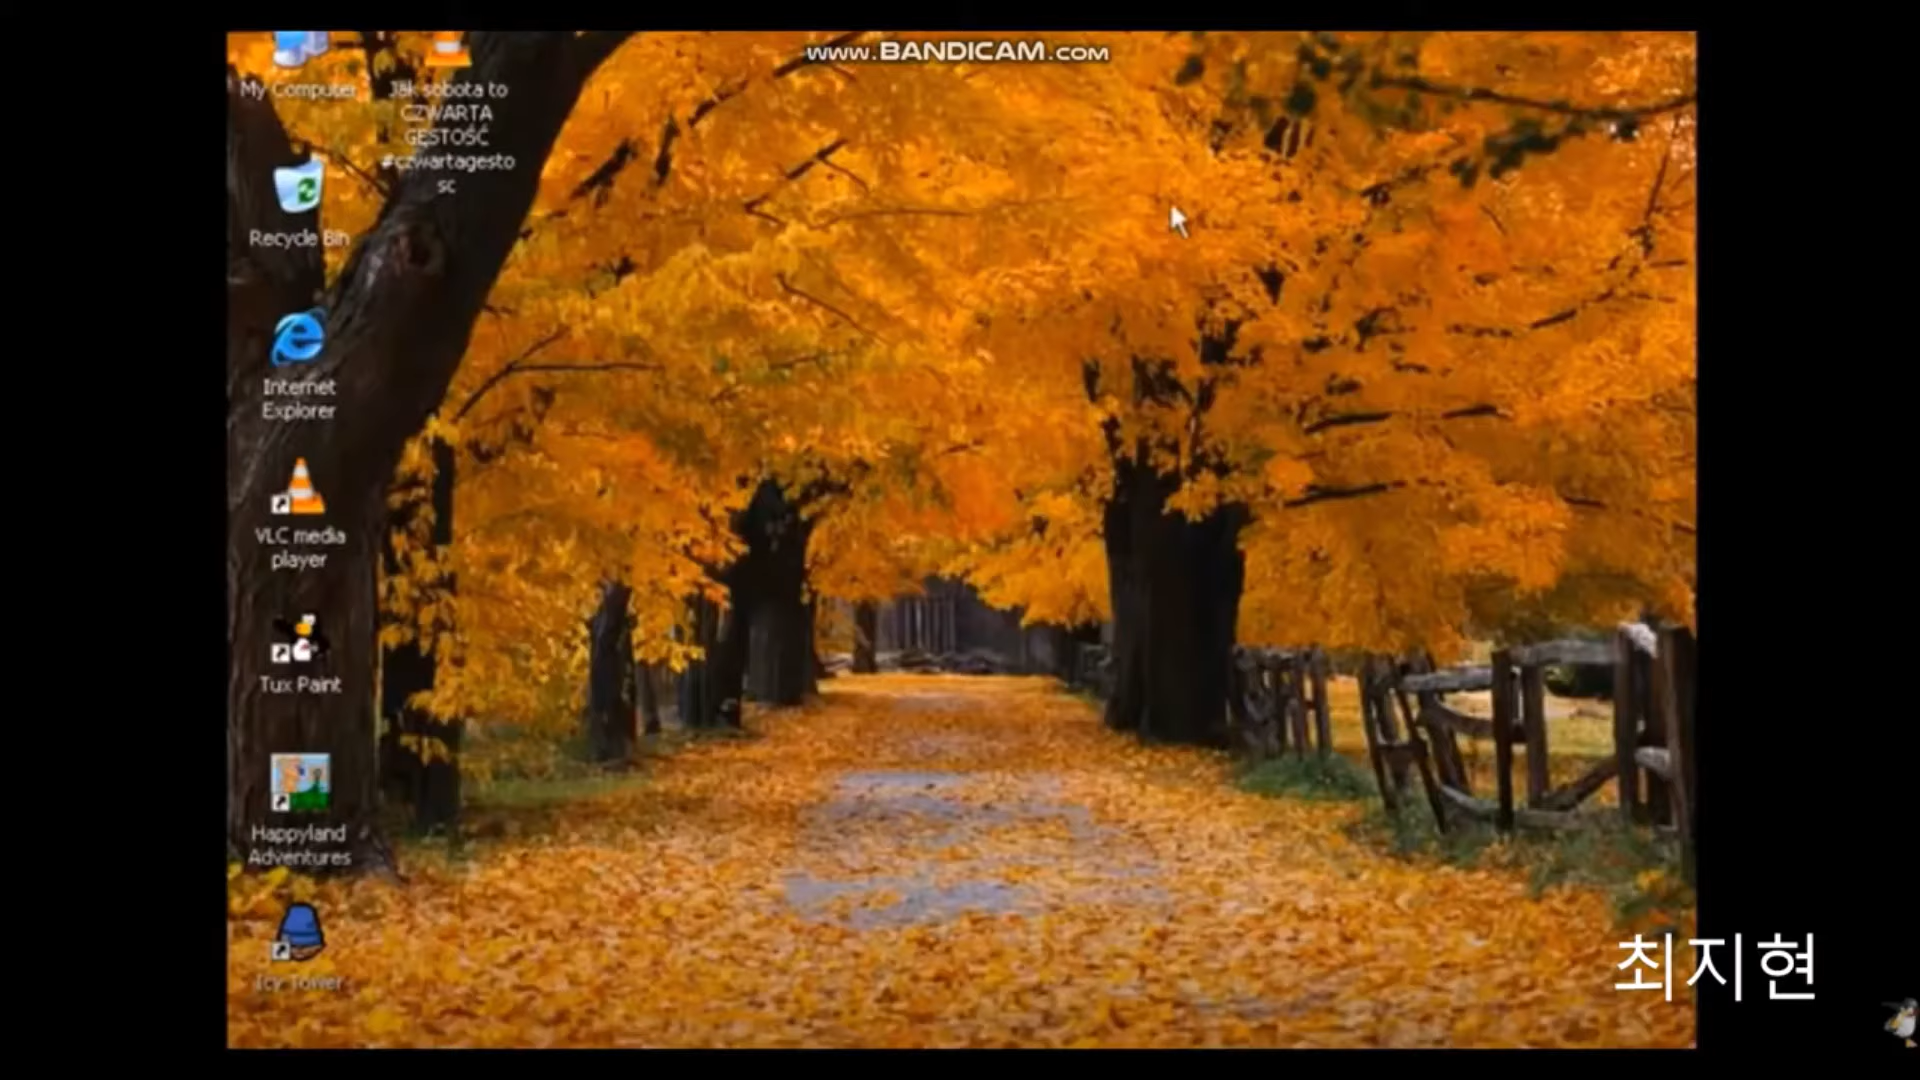 www.BANDICAM.com
My Computer
Jak sobota to
CZWARTA
GĘSTOŚĆ
#czwartagesto
sc
Recycle Bin
Internet
Explorer
VLC media
player
Tux Paint
Happyland
Adventures
Icy Tower
최지현